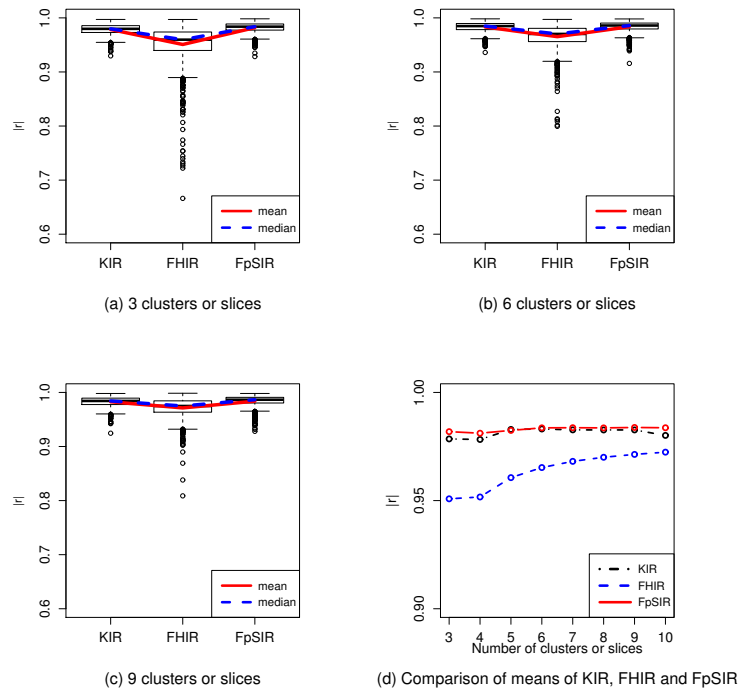 1.0
0.9
0.8
0.7
0.6
|r|
KIR FHIR FpSIR
mean
median
(a) 3 clusters or slices
1.0
0.9
0.8
0.7
0.6
|r|
KIR FHIR FpSIR
mean
median
(b) 6 clusters or slices
1.0
0.9
0.8
0.7
0.6
|r|
KIR FHIR FpSIR
mean
median
(c) 9 clusters or slices
1.00
0.95
0.90
|r|
KIR
FHIR
FpSIR
3 4 5 6 7 8 9 10
Number of clusters or slices
(d) Comparison of means of KIR, FHIR and FpSIR